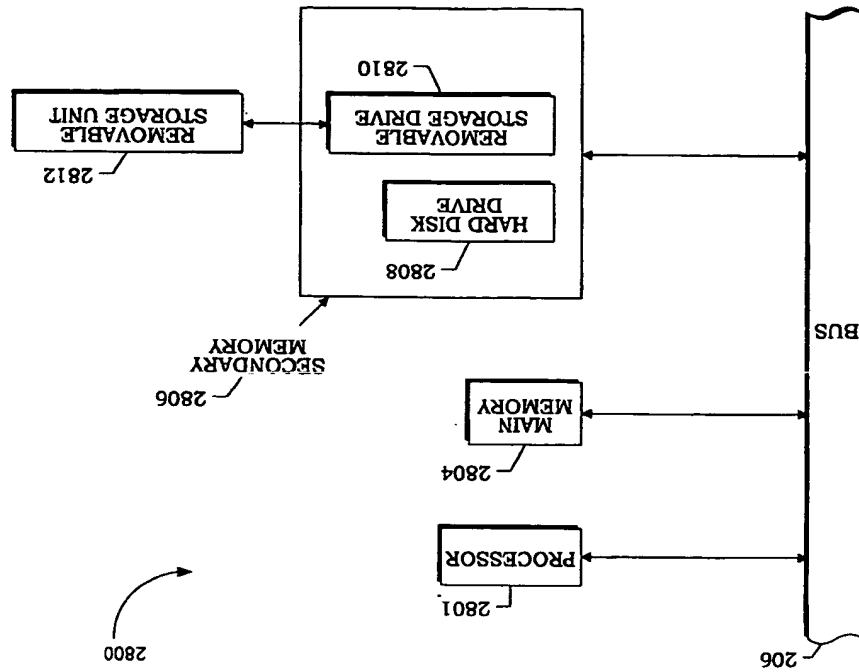 206
2800
2801
PROCESSOR
2804
MAIN
MEMORY
BUS
2806
SECONDARY
MEMORY
2808
HARD DISK
DRIVE
2812
REMOVABLE
STORAGE DRIVE
REMOVABLE
STORAGE UNIT
2810